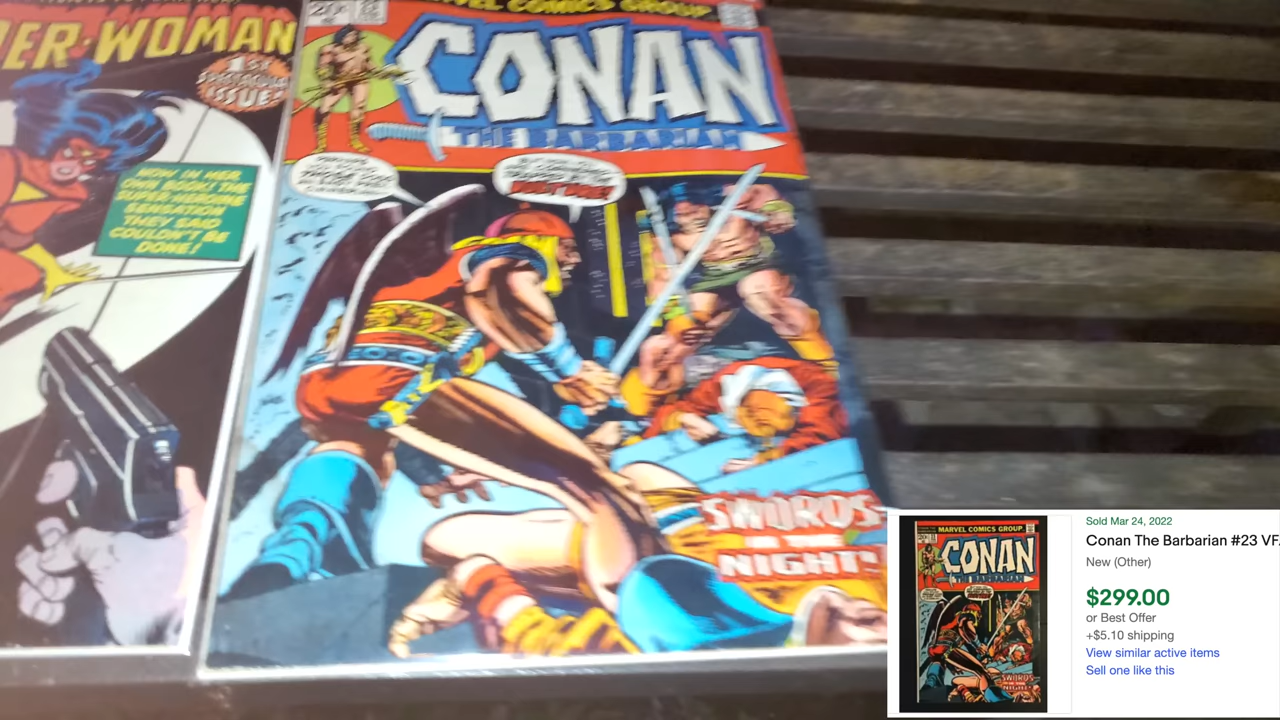 DER-WOMAN
1ST
SPECTACULAR
ISSUE!
NOW IN HER
OWN BOOK! THE
SUPER-HEROINE
SENSATION
THEY SAID
COULDN'T BE
DONE!
MARVEL COMICS GROUP
20¢
CONAN
THE BARBARIAN
SWORDS
IN THE
NIGHT!
MARVEL COMICS GROUP
CONAN
THE BARBARIAN
SWORDS
IN THE
NIGHT!
Sold Mar 24, 2022
Conan The Barbarian #23 VF
New (Other)
$299.00
or Best Offer
+$5.10 shipping
View similar active items
Sell one like this